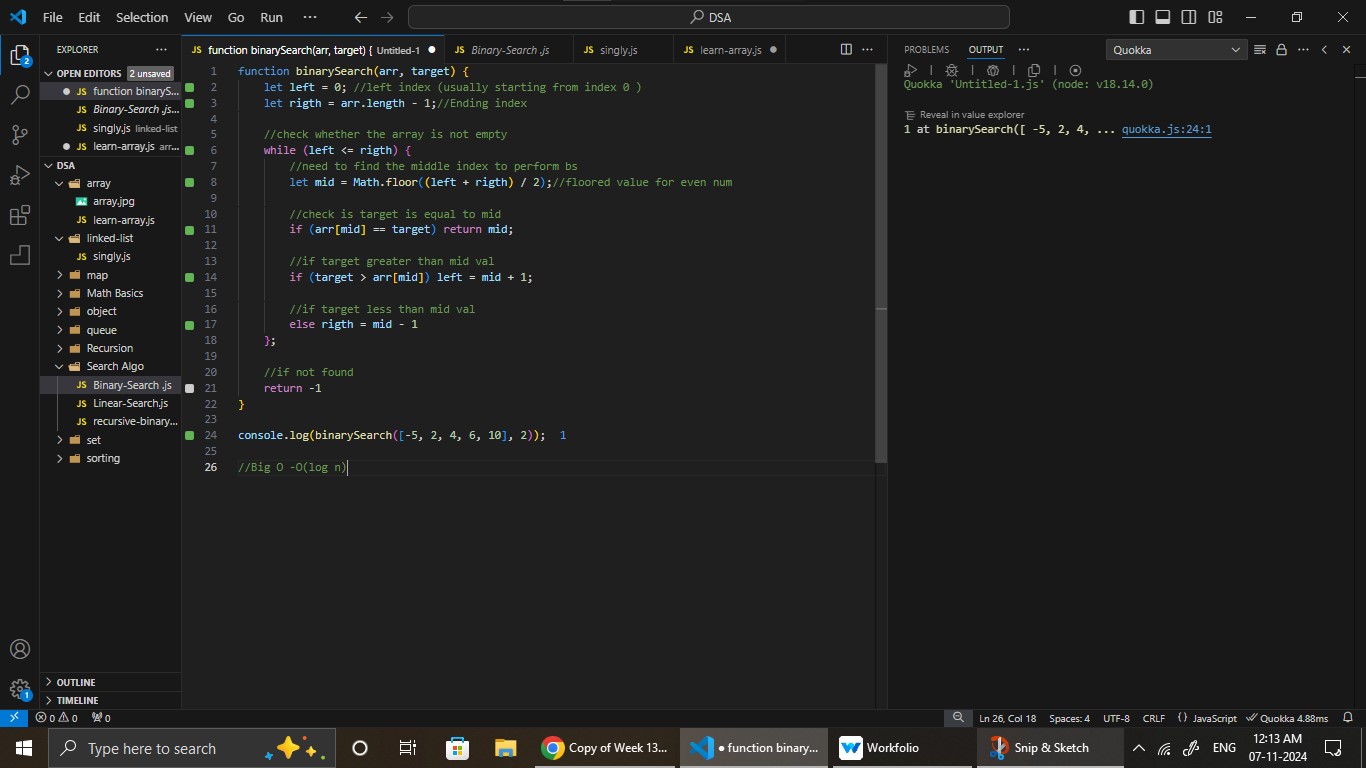 File Edit Selection View Go Run ··· DSA
EXPLORER ···
OPEN EDITORS 2 unsaved
JS function binaryS...
JS Binary-Search .js...
JS singly.js linked-list
JS learn-array.js arr...
DSA
array
array.jpg
JS learn-array.js
linked-list
JS singly.js
map
Math Basics
object
queue
Recursion
Search Algo
JS Binary-Search .js
JS Linear-Search.js
JS recursive-binary...
set
sorting
OUTLINE
TIMELINE
JS function binarySearch(arr, target) { Untitled-1 JS Binary-Search .js JS singly.js JS learn-array.js ···
1 function binarySearch(arr, target) {
2 let left = 0; //left index (usually starting from index 0 )
3 let rigth = arr.length - 1;//Ending index
4
5 //check whether the array is not empty
6 while (left <= rigth) {
7 //need to find the middle index to perform bs
8 let mid = Math.floor((left + rigth) / 2);//floored value for even num
9
10 //check is target is equal to mid
11 if (arr[mid] == target) return mid;
12
13 //if target greater than mid val
14 if (target > arr[mid]) left = mid + 1;
15
16 //if target less than mid val
17 else rigth = mid - 1
18 };
19
20 //if not found
21 return -1
22 }
23
24 console.log(binarySearch([-5, 2, 4, 6, 10], 2)); 1
25
26 //Big O -O(log n)
PROBLEMS OUTPUT ··· Quokka ···
Quokka 'Untitled-1.js' (node: v18.14.0)
Reveal in value explorer
1 at binarySearch([ -5, 2, 4, ... quokka.js:24:1
2
1
0 0 0 Ln 26, Col 18 Spaces: 4 UTF-8 CRLF {} JavaScript Quokka 4.88ms
Type here to search Copy of Week 13... ● function binary... Workfolio Snip & Sketch ENG 12:13 AM
07-11-2024